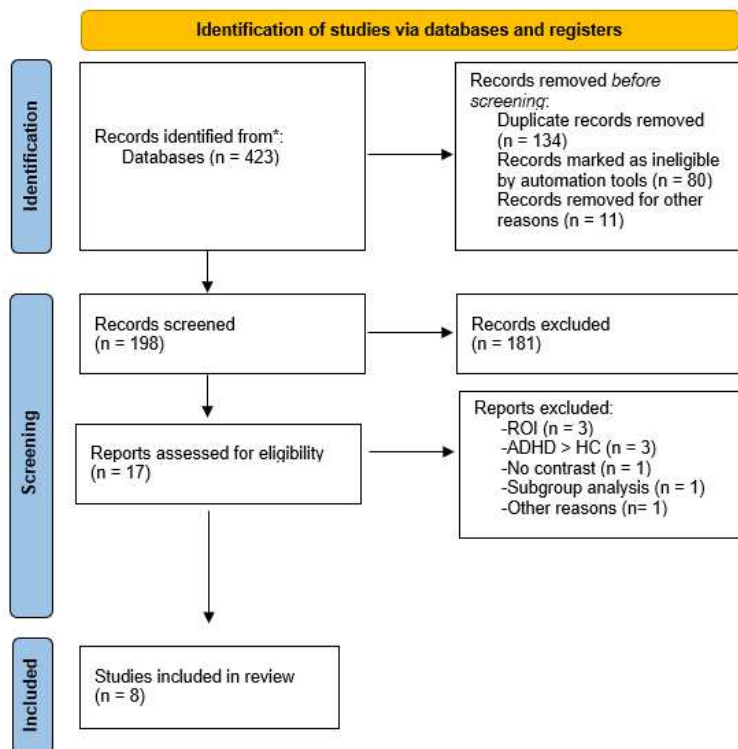 Identification of studies via databases and registers
Identification
Records identified from*:
Databases (n = 423)
Records removed before
screening:
Duplicate records removed
(n = 134)
Records marked as ineligible
by automation tools (n = 80)
Records removed for other
reasons (n = 11)
Screening
Records screened
(n = 198)
Records excluded
(n = 181)
Reports assessed for eligibility
(n = 17)
Reports excluded:
-ROI (n = 3)
-ADHD > HC (n = 3)
-No contrast (n = 1)
-Subgroup analysis (n = 1)
-Other reasons (n= 1)
Included
Studies included in review
(n = 8)